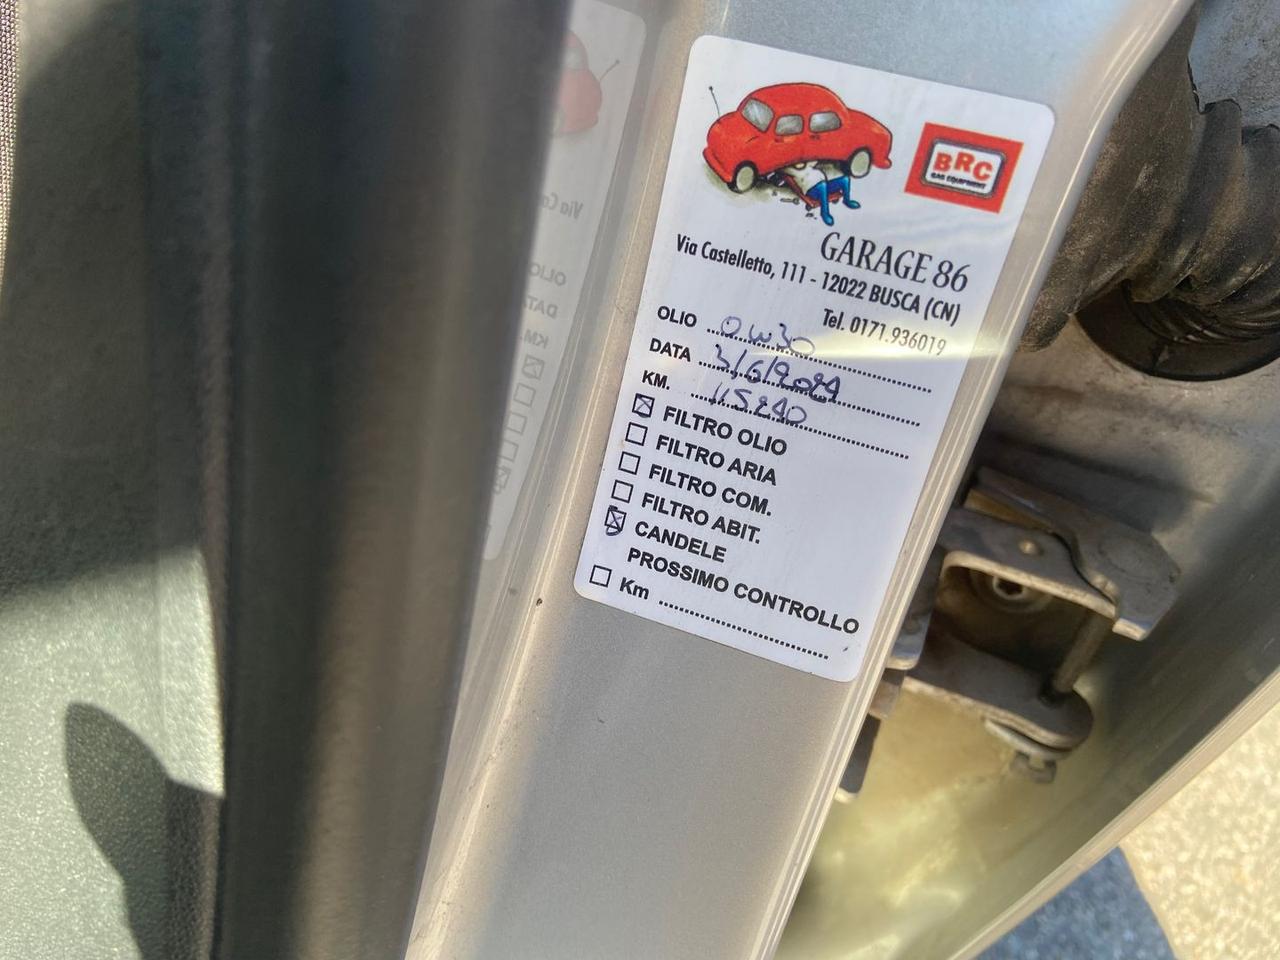 BRC
GAS EQUIPMENT
GARAGE 86
Via Castelletto, 111 - 12022 BUSCA (CN)
Tel. 0171.936019
OLIO 0W30
DATA 3/6/2024
KM. 115240
FILTRO OLIO
FILTRO ARIA
FILTRO COM.
FILTRO ABIT.
CANDELE
PROSSIMO CONTROLLO
Km